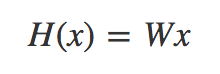 H(x) = Wx